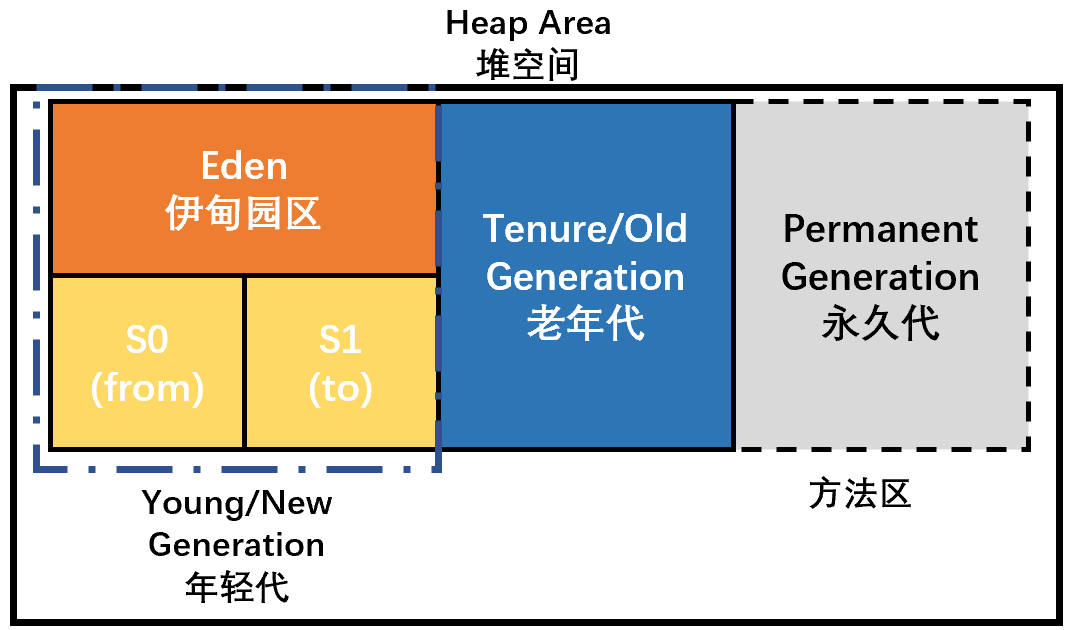 Heap Area
堆空间
Eden
伊甸园区
S0
(from)
S1
(to)
Tenure/Old
Generation
老年代
Permanent
Generation
永久代
Young/New
Generation
年轻代
方法区